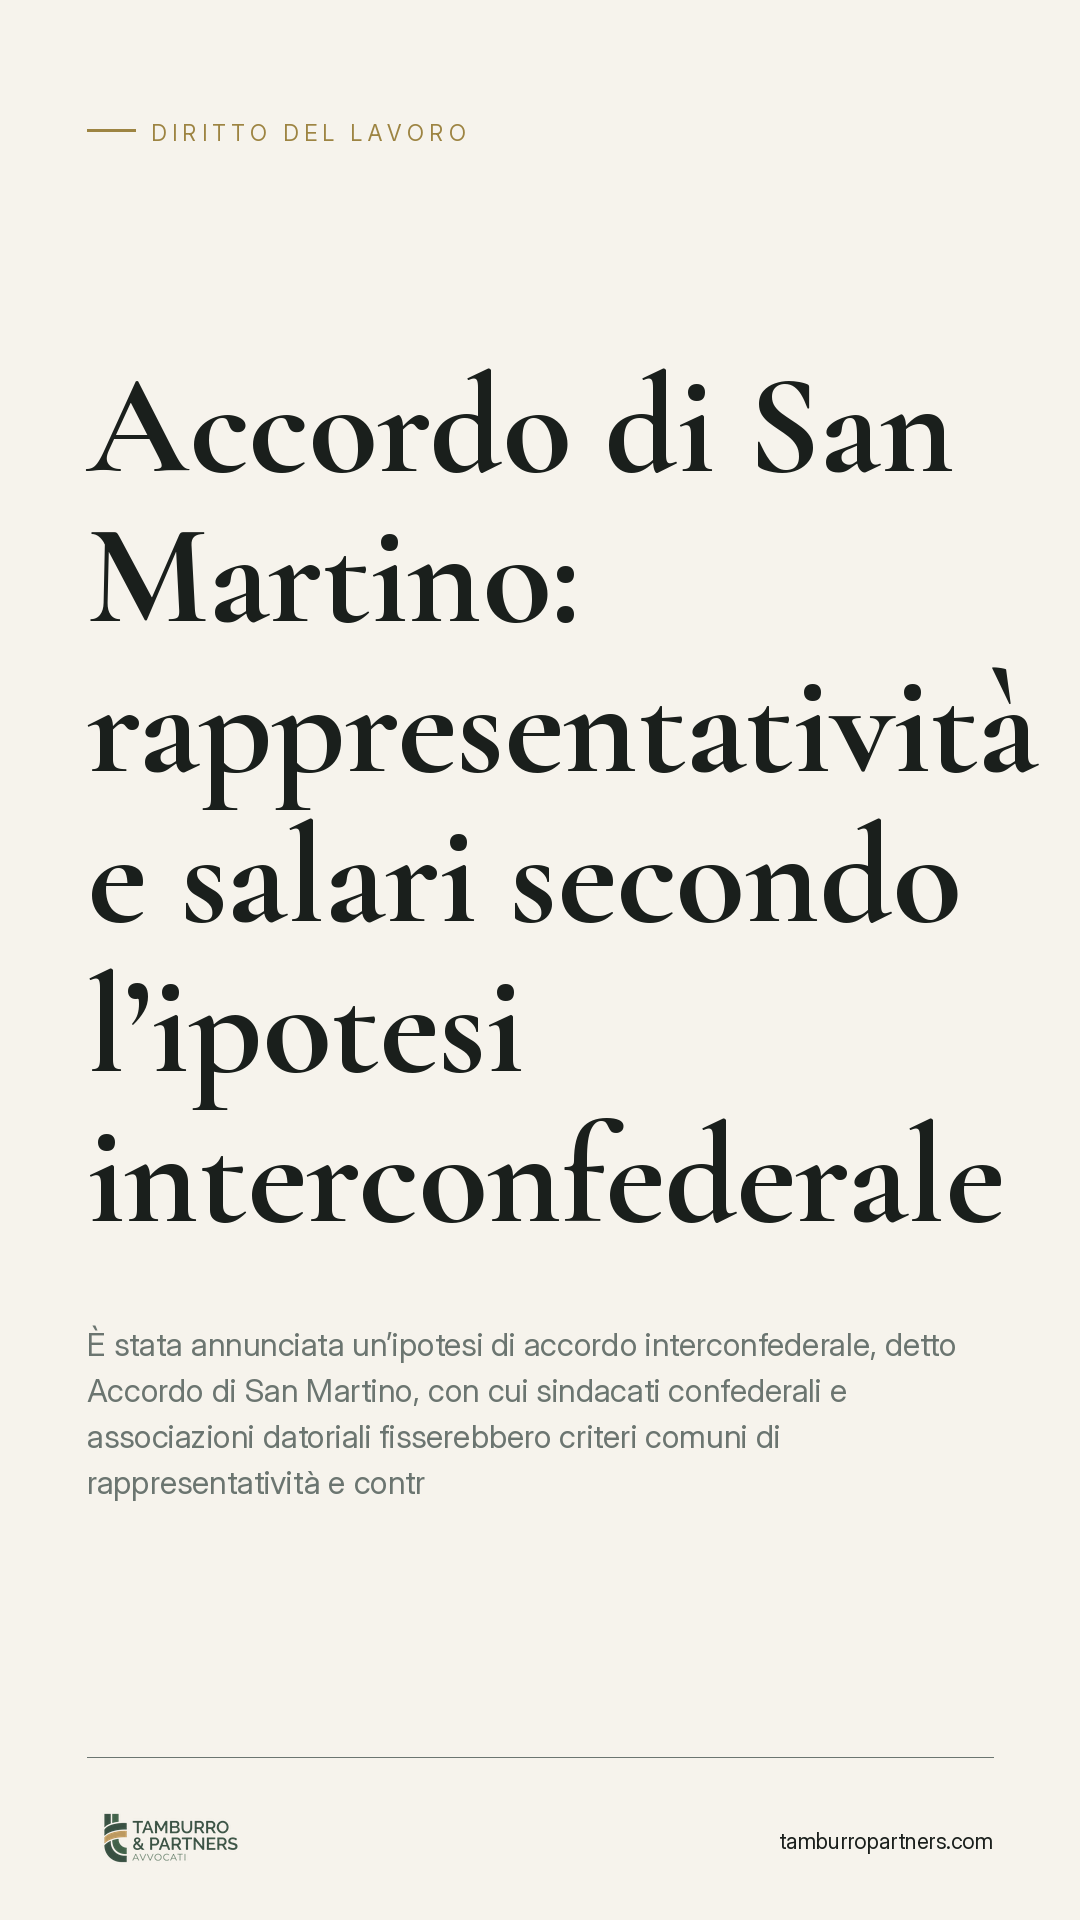 DIRITTO DEL LAVORO
Accordo di San
Martino:
rappresentatività
e salari secondo
l’ipotesi
interconfederale
È stata annunciata un’ipotesi di accordo interconfederale, detto
Accordo di San Martino, con cui sindacati confederali e
associazioni datoriali fisserebbero criteri comuni di
rappresentatività e contr
TAMBURRO
& PARTNERS
AVVOCATI
tamburropartners.com